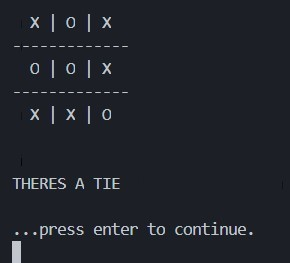 X | O | X
-------------
O | O | X
-------------
X | X | O
THERES A TIE
...press enter to continue.